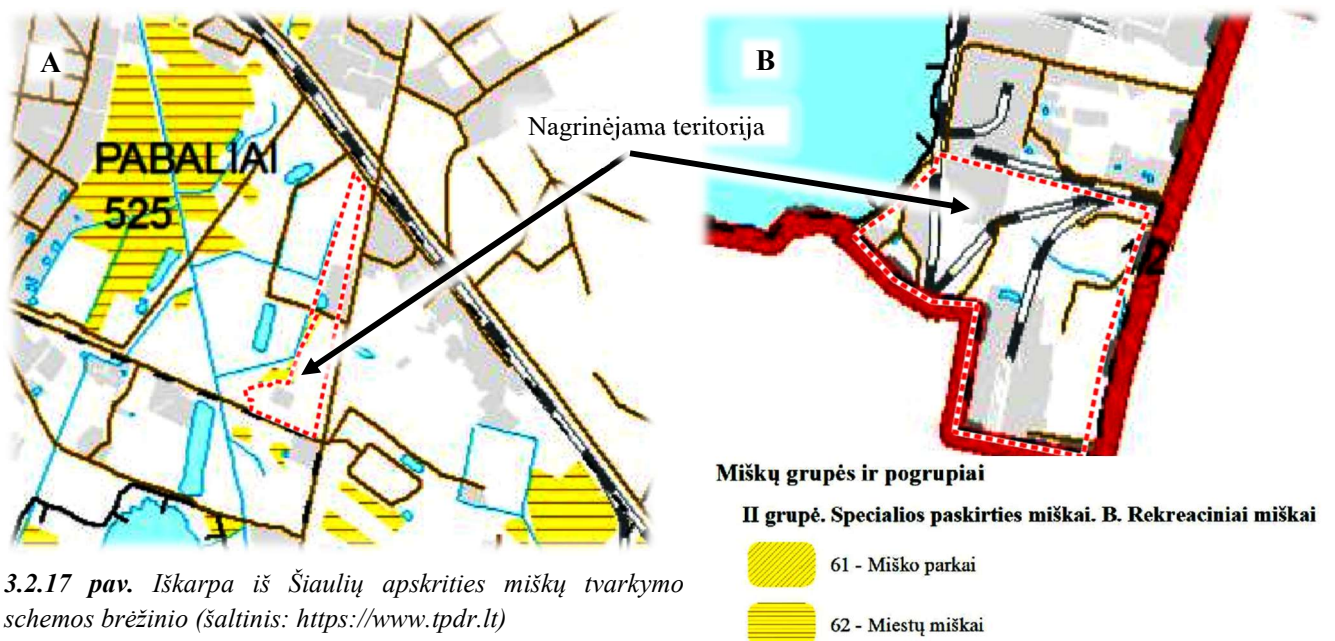 A
B
Nagrinėjama teritorija
PABALIAI
525
Miškų grupės ir pogrupiai
II grupė. Specialios paskirties miškai. B. Rekreaciniai miškai
61 - Miško parkai
62 - Miestų miškai
3.2.17 pav. Iškarpa iš Šiaulių apskrities miškų tvarkymo
schemos brėžinio (šaltinis: https://www.tpdr.lt)